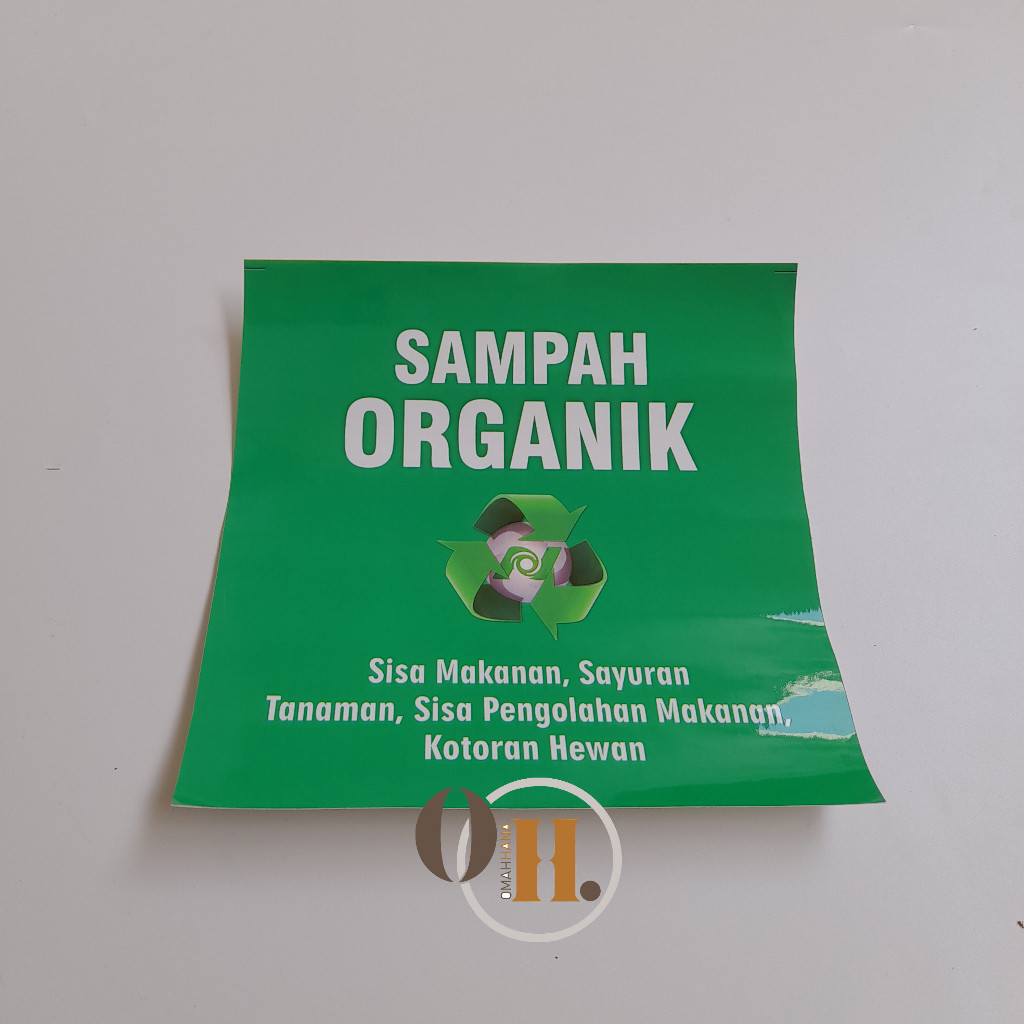 SAMPAH
ORGANIK
Sisa Makanan, Sayuran
Tanaman, Sisa Pengolahan Makanan,
Kotoran Hewan
OH.
OMAHHANA